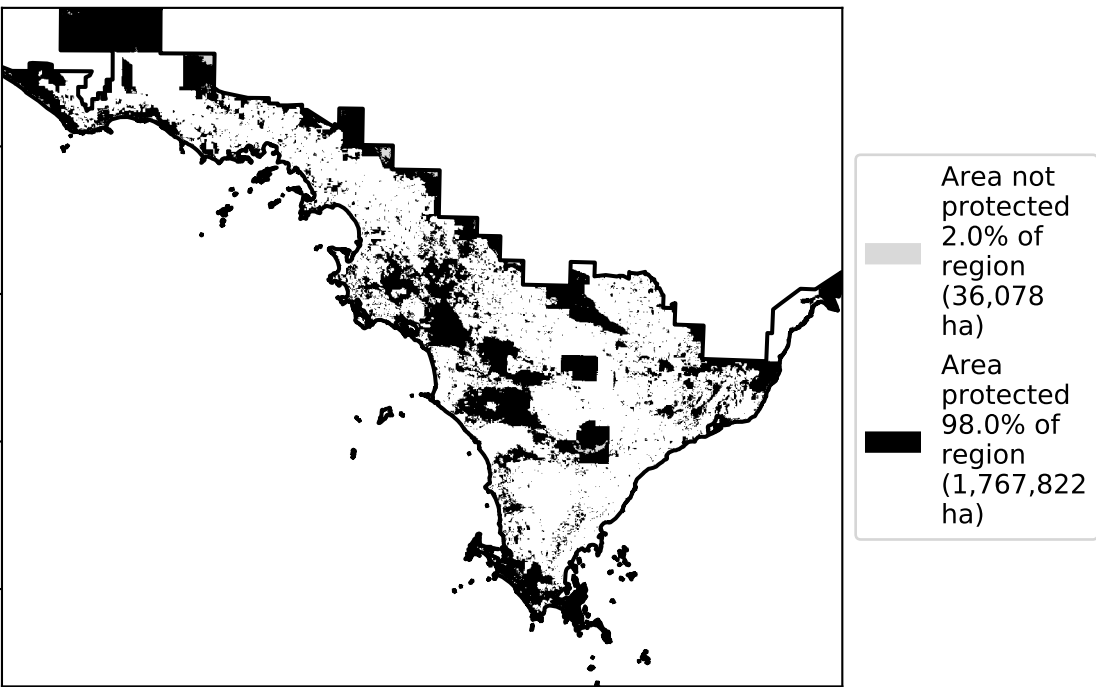 Area not
protected
2.0% of
region
(36,078
ha)
Area
protected
98.0% of
region
(1,767,822
ha)